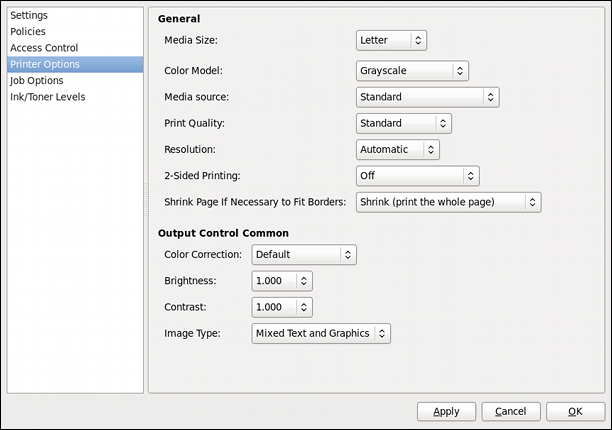 Settings
Policies
Access Control
Printer Options
Job Options
Ink/Toner Levels
General
Media Size: Letter
Color Model: Grayscale
Media source: Standard
Print Quality: Standard
Resolution: Automatic
2-Sided Printing: Off
Shrink Page If Necessary to Fit Borders: Shrink (print the whole page)
Output Control Common
Color Correction: Default
Brightness: 1.000
Contrast: 1.000
Image Type: Mixed Text and Graphics
Apply Cancel OK